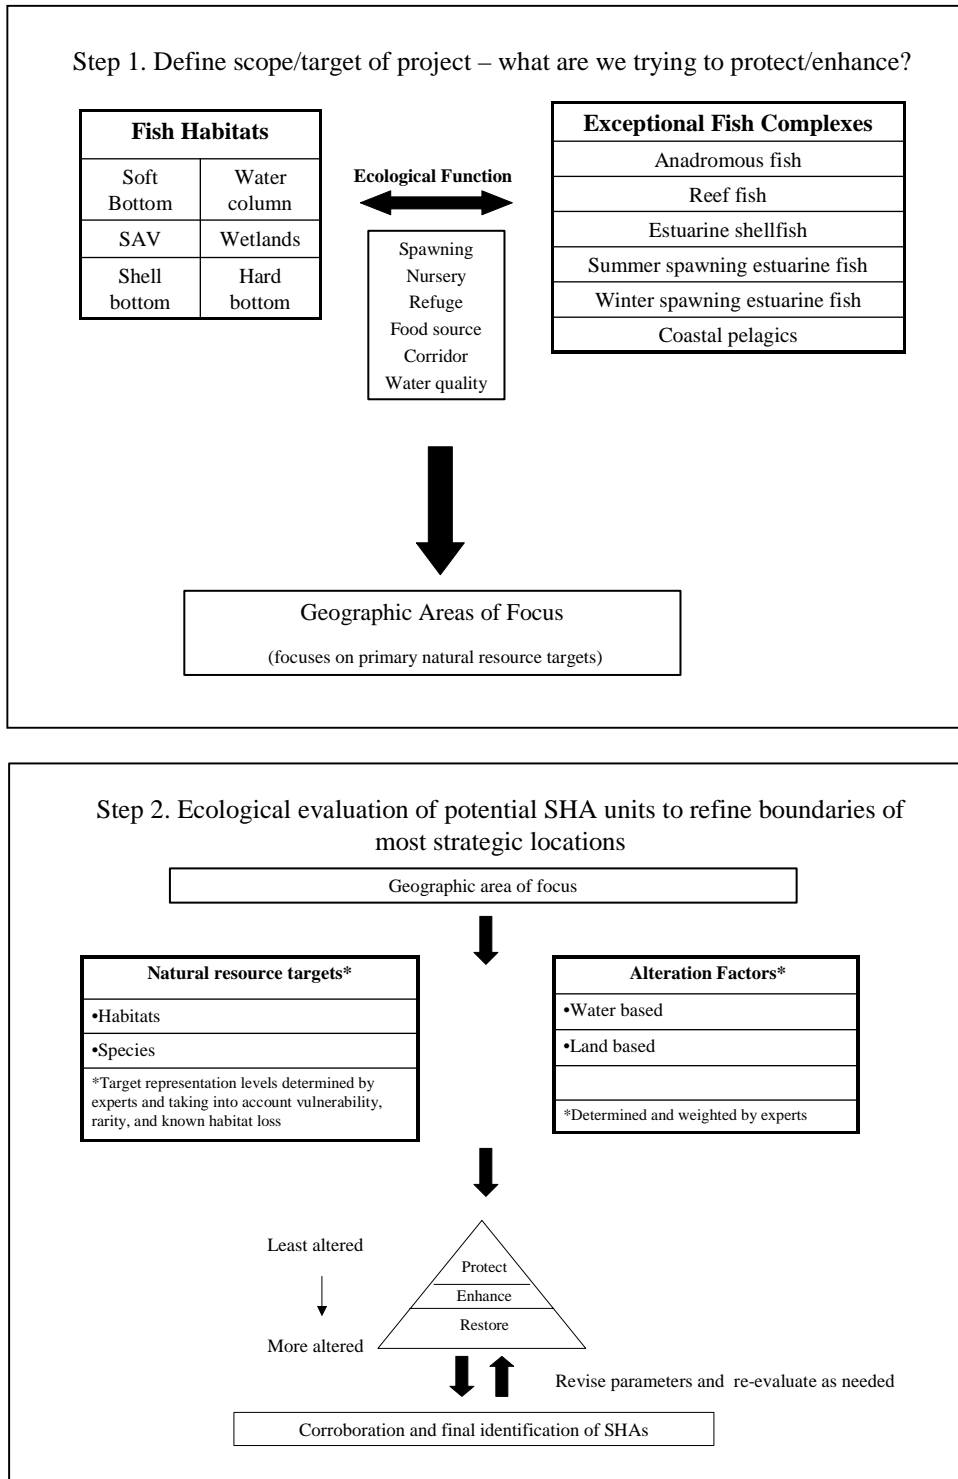 Step 1. Define scope/target of project – what are we trying to protect/enhance?
Fish Habitats
Soft
Bottom
Water
column
SAV
Wetlands
Shell
bottom
Hard
bottom
Ecological Function
Spawning
Nursery
Refuge
Food source
Corridor
Water quality
Exceptional Fish Complexes
Anadromous fish
Reef fish
Estuarine shellfish
Summer spawning estuarine fish
Winter spawning estuarine fish
Coastal pelagics
Geographic Areas of Focus
(focuses on primary natural resource targets)
Step 2. Ecological evaluation of potential SHA units to refine boundaries of
most strategic locations
Geographic area of focus
Natural resource targets*
•Habitats
•Species
*Target representation levels determined by
experts and taking into account vulnerability,
rarity, and known habitat loss
Alteration Factors*
•Water based
•Land based
*Determined and weighted by experts
Least altered
More altered
Protect
Enhance
Restore
Revise parameters and re-evaluate as needed
Corroboration and final identification of SHAs